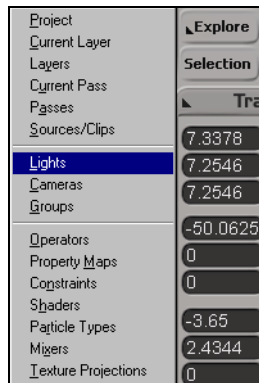 Project
Current Layer
Layers
Current Pass
Passes
Sources/Clips
Lights
Cameras
Groups
Operators
Property Maps
Constraints
Shaders
Particle Types
Mixers
Texture Projections
Explore
Selection
Tra
7.3378
7.2546
7.2546
-50.0625
0
0
-3.65
2.4344
0